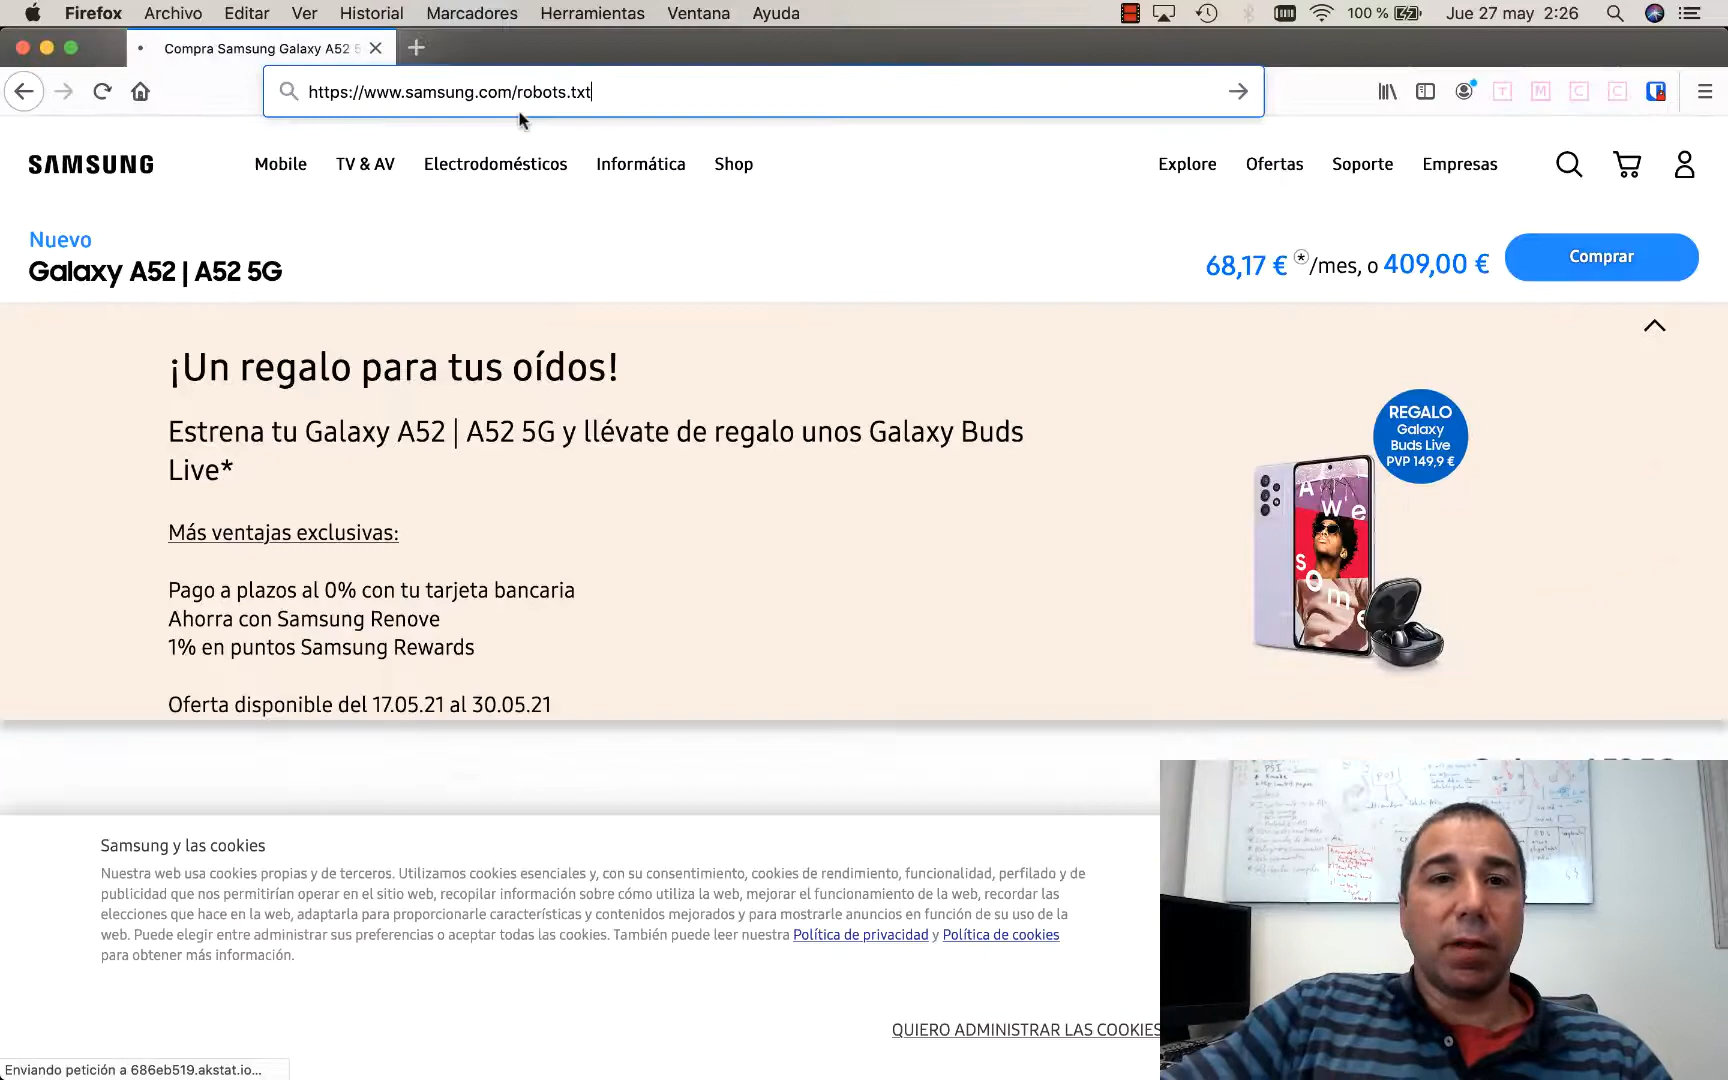 Firefox Archivo Editar Ver Historial Marcadores Herramientas Ventana Ayuda 100 % Jue 27 may 2:26
Compra Samsung Galaxy A52 5
https://www.samsung.com/robots.txt
T M C C
SAMSUNG Mobile TV & AV Electrodomésticos Informática Shop Explore Ofertas Soporte Empresas
Nuevo
Galaxy A52 | A52 5G
68,17 € (*)/mes, o 409,00 € Comprar
¡Un regalo para tus oídos!
Estrena tu Galaxy A52 | A52 5G y llévate de regalo unos Galaxy Buds
Live*
Más ventajas exclusivas:
Pago a plazos al 0% con tu tarjeta bancaria
Ahorra con Samsung Renove
1% en puntos Samsung Rewards
Oferta disponible del 17.05.21 al 30.05.21
REGALO
Galaxy
Buds Live
PVP 149,9 €
Awe
some
Samsung y las cookies
Nuestra web usa cookies propias y de terceros. Utilizamos cookies esenciales y, con su consentimiento, cookies de rendimiento, funcionalidad, perfilado y de
publicidad que nos permitirían operar en el sitio web, recopilar información sobre cómo utiliza la web, mejorar el funcionamiento de la web, recordar las
elecciones que hace en la web, adaptarla para proporcionarle características y contenidos mejorados y para mostrarle anuncios en función de su uso de la
web. Puede elegir entre administrar sus preferencias o aceptar todas las cookies. También puede leer nuestra Política de privacidad y Política de cookies
para obtener más información.
QUIERO ADMINISTRAR LAS COOKIES
Enviando petición a 686eb519.akstat.io...